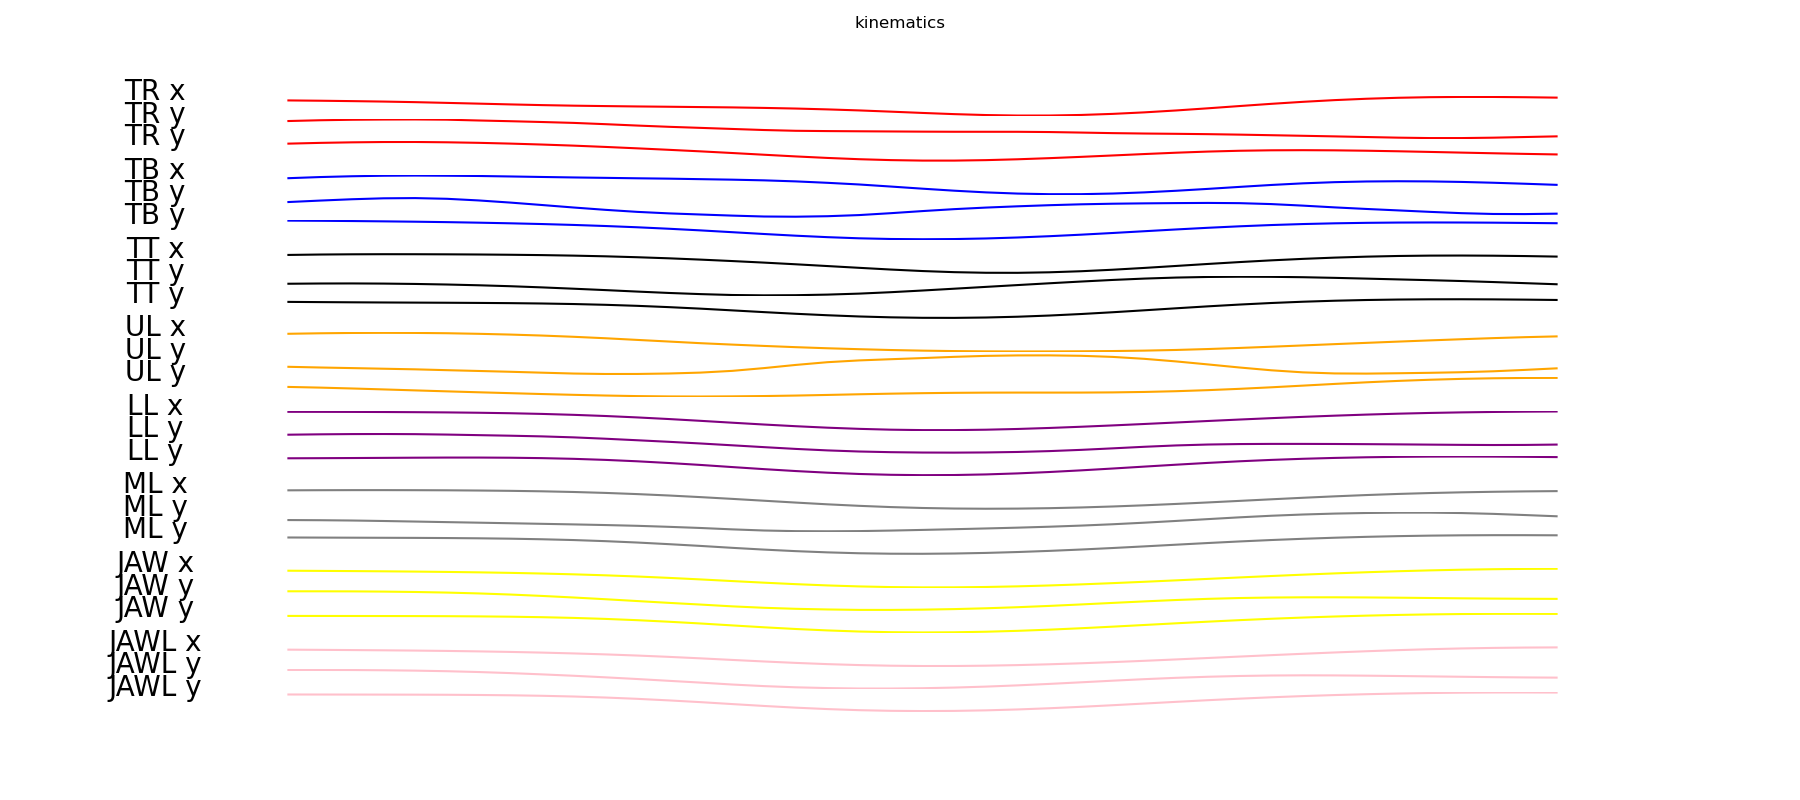 kinematics
TR x
TR y
TR y
TB x
TB y
TB y
TT x
TT y
TT y
UL x
UL y
UL y
LL x
LL y
LL y
ML x
ML y
ML y
JAW x
JAW y
JAW y
JAWL x
JAWL y
JAWL y